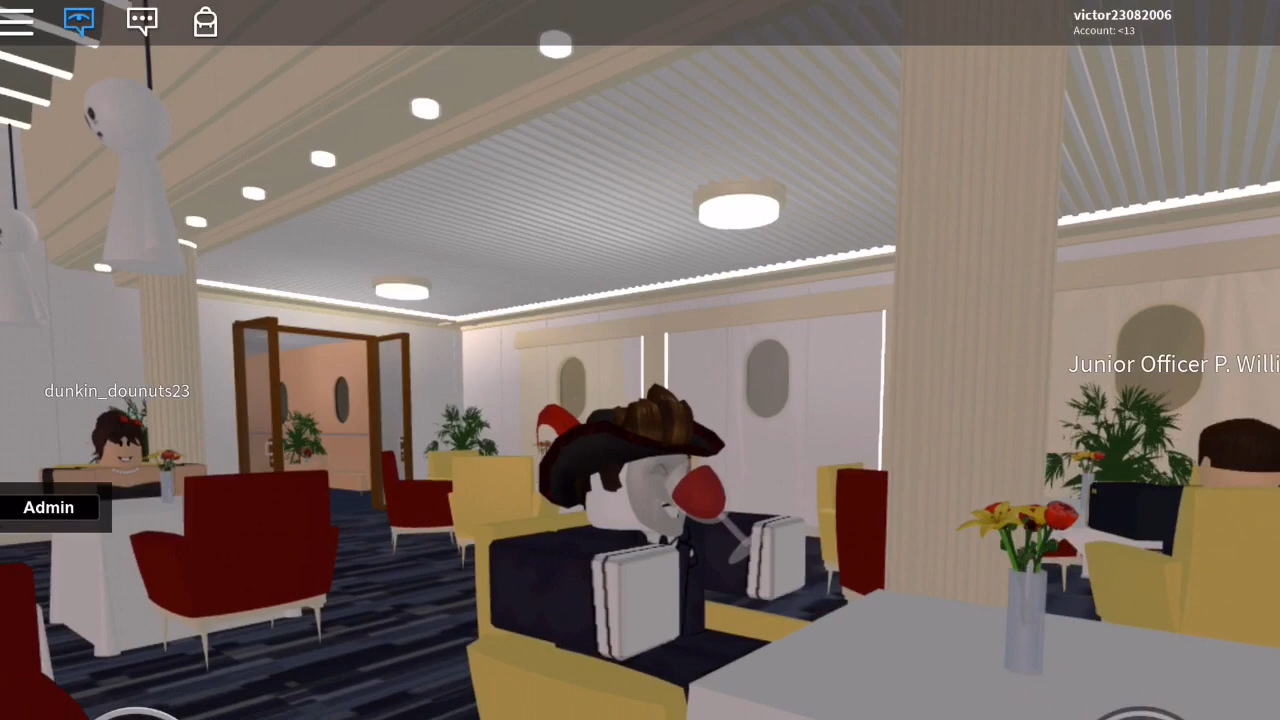 victor23082006
Account: <13
Junior Officer P. Willi
dunkin_dounuts23
Admin